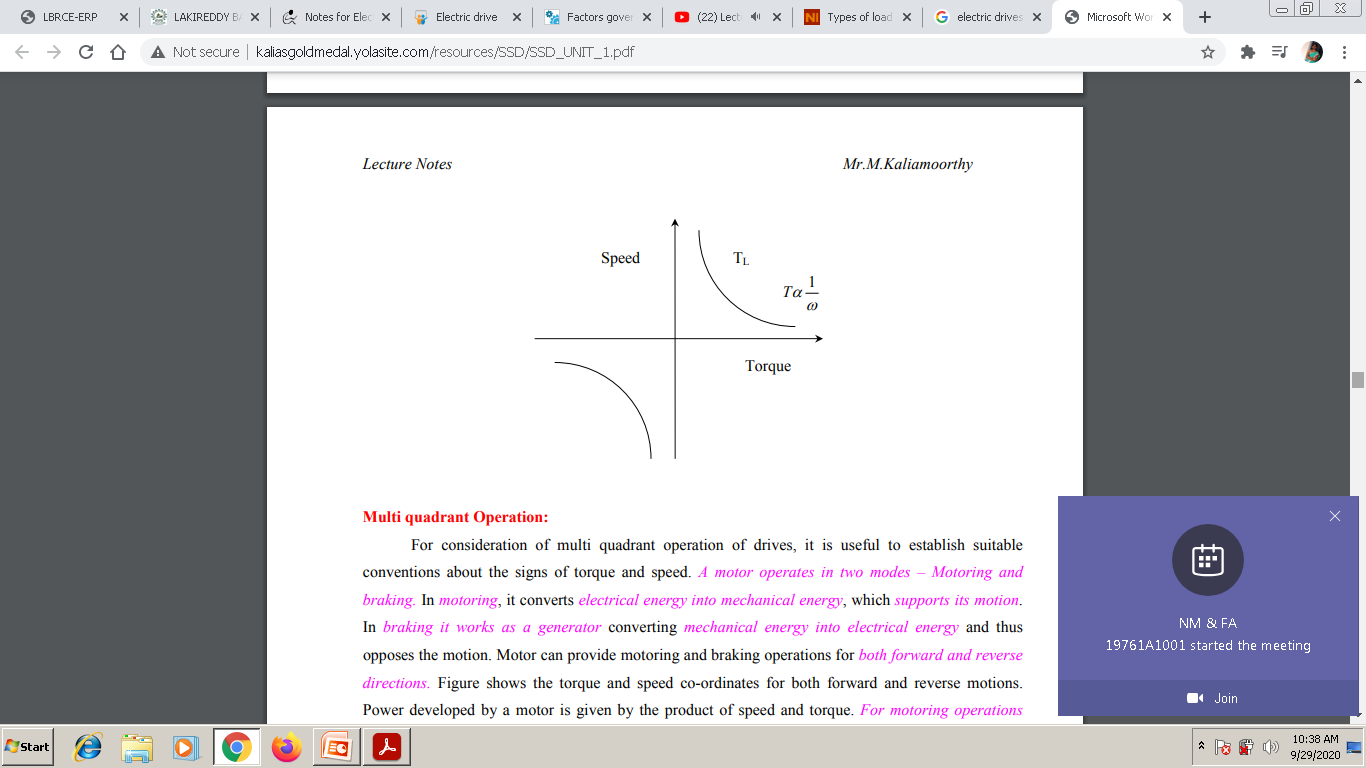 LBRCE-ERP
LAKIREDDY BA
Notes for Elec
Electric drive
Factors gover
(22) Lect
Types of load
electric drives
Microsoft Wor
Not secure | kaliasgoldmedal.yolasite.com/resources/SSD/SSD_UNIT_1.pdf
Lecture Notes Mr.M.Kaliamoorthy
Speed
TL
Tα 1/ω
Torque
Multi quadrant Operation:
For consideration of multi quadrant operation of drives, it is useful to establish suitable
conventions about the signs of torque and speed. A motor operates in two modes – Motoring and
braking. In motoring, it converts electrical energy into mechanical energy, which supports its motion.
In braking it works as a generator converting mechanical energy into electrical energy and thus
opposes the motion. Motor can provide motoring and braking operations for both forward and reverse
directions. Figure shows the torque and speed co-ordinates for both forward and reverse motions.
Power developed by a motor is given by the product of speed and torque. For motoring operations
NM & FA
19761A1001 started the meeting
Join
Start
10:38 AM
9/29/2020